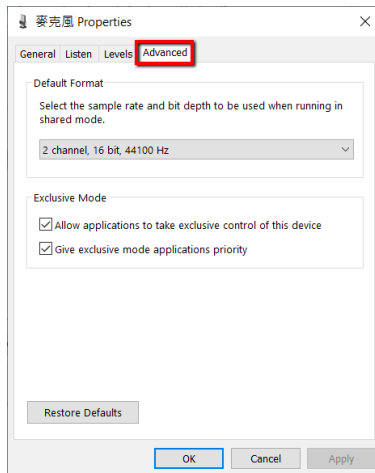 麥克風 Properties
General Listen Levels Advanced
Default Format
Select the sample rate and bit depth to be used when running in
shared mode.
2 channel, 16 bit, 44100 Hz
Exclusive Mode
Allow applications to take exclusive control of this device
Give exclusive mode applications priority
Restore Defaults
OK Cancel Apply